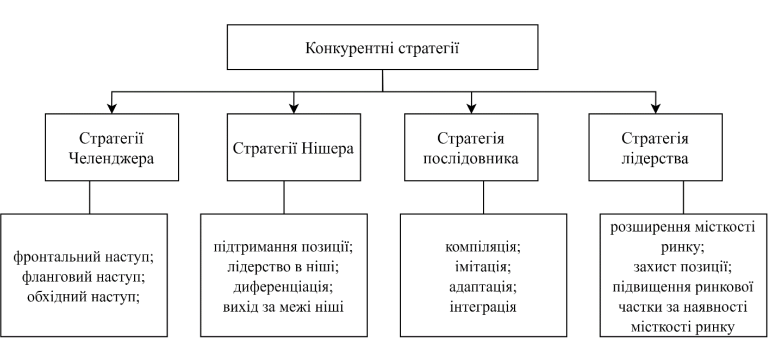 Конкурентні стратегії
Стратегії
Челенджера
Стратегії Нішера
Стратегія
послідовника
Стратегія
лідерства
фронтальний наступ;
фланговий наступ;
обхідний наступ;
підтримання позиції;
лідерство в ніші;
диференціація;
вихід за межі ніші
компіляція;
імітація;
адаптація;
інтеграція
розширення місткості
ринку;
захист позиції;
підвищення ринкової
частки за наявності
місткості ринку